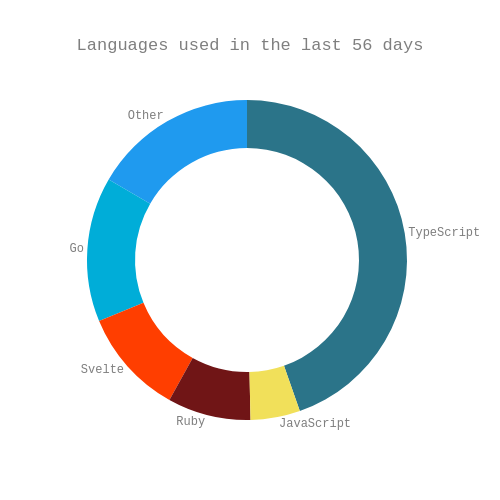 Languages used in the last 56 days
Other
TypeScript
Go
Svelte
Ruby
JavaScript